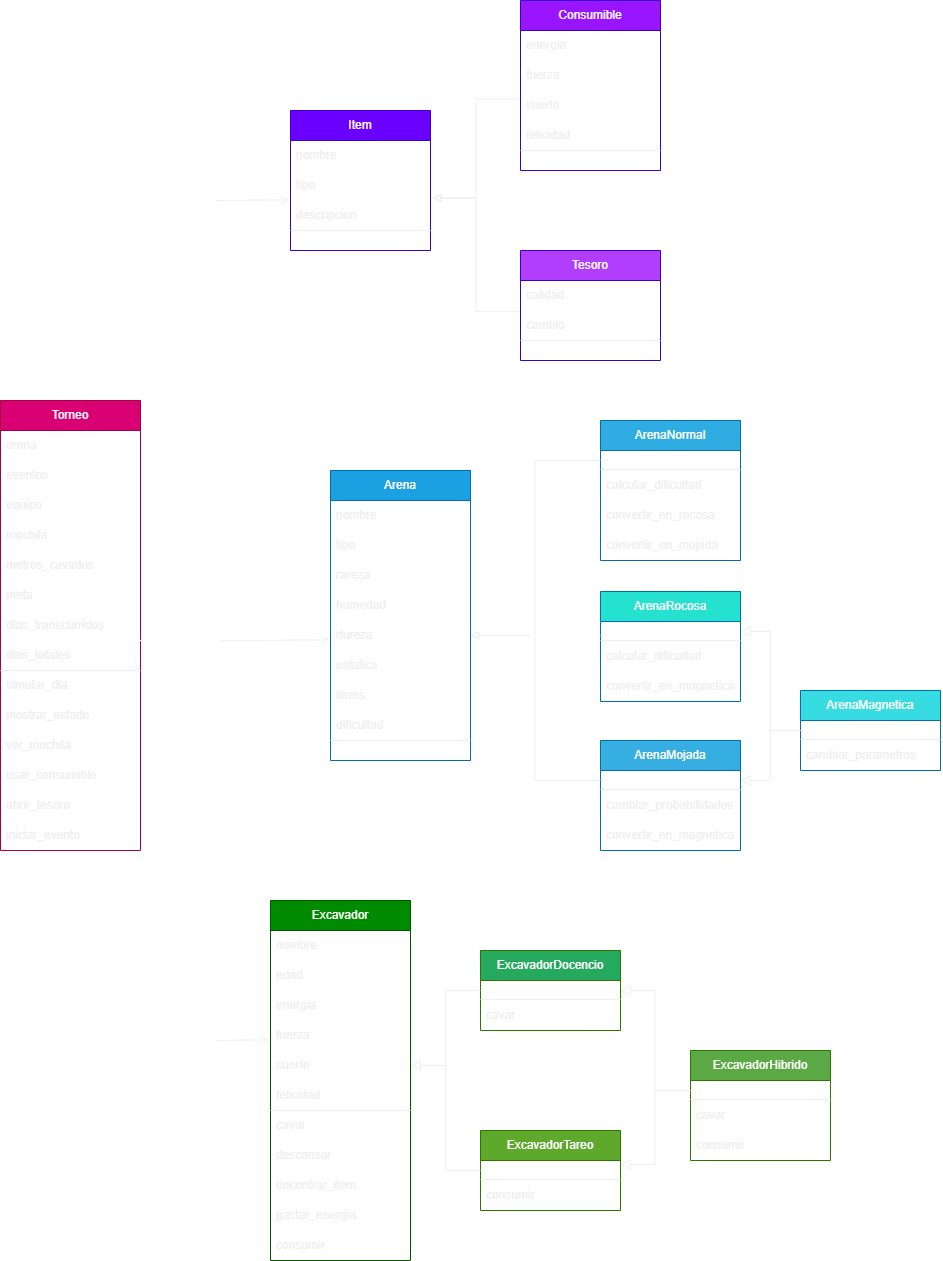 Consumible
energia
fuerza
suerte
felicidad
Item
nombre
tipo
descripcion
Tesoro
calidad
cambio
Torneo
arena
eventos
equipo
mochila
metros_cavados
meta
dias_transcurridos
dias_totales
simular_dia
mostrar_estado
ver_mochila
usar_consumible
abrir_tesoro
iniciar_evento
Arena
nombre
tipo
rareza
humedad
dureza
estatica
items
dificultad
ArenaNormal
calcular_dificultad
convertir_en_rocosa
convertir_en_mojada
ArenaRocosa
calcular_dificultad
convertir_en_magnetica
ArenaMojada
cambiar_probabilidades
convertir_en_magnetica
ArenaMagnetica
cambiar_parametros
Excavador
nombre
edad
energia
fuerza
suerte
felicidad
cavar
descansar
encontrar_item
gastar_energia
consumir
ExcavadorDocencio
cavar
ExcavadorTareo
consumir
ExcavadorHibrido
cavar
consumir